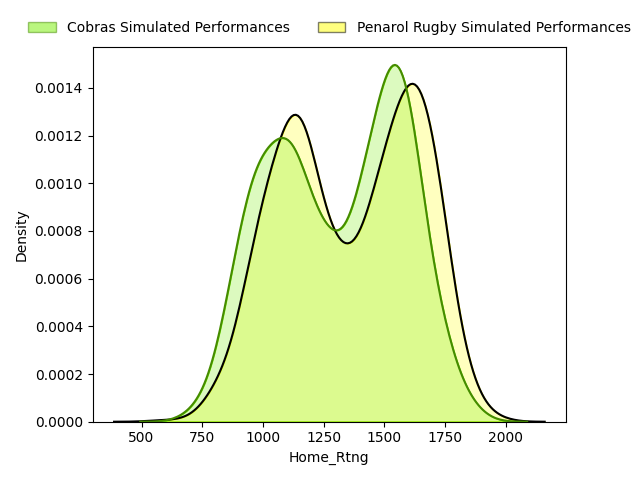 Cobras Simulated Performances Penarol Rugby Simulated Performances
0.0014
0.0012
0.0010
0.0008
0.0006
0.0004
0.0002
0.0000
Density
500 750 1000 1250 1500 1750 2000
Home_Rtng